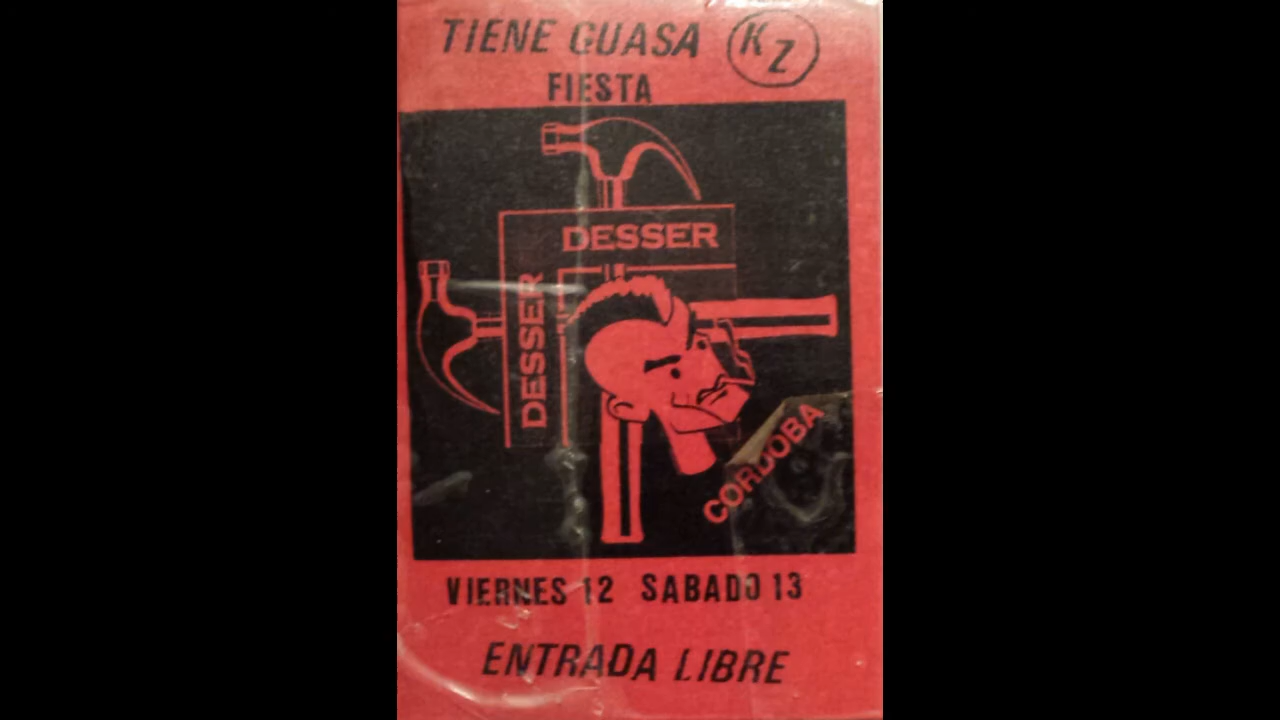 TIENE GUASA KZ
FIESTA
DESSER
DESSER
CORDOBA
VIERNES 12 SABADO 13
ENTRADA LIBRE